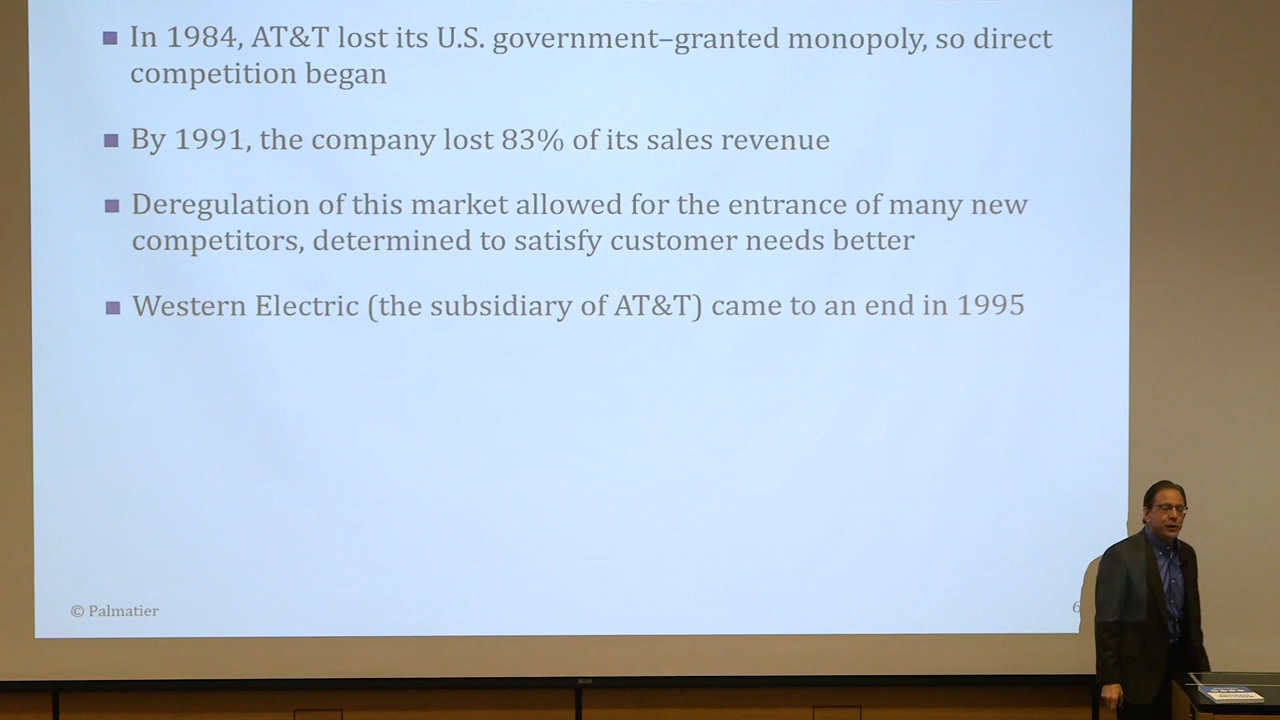 In 1984, AT&T lost its U.S. government–granted monopoly, so direct
competition began
By 1991, the company lost 83% of its sales revenue
Deregulation of this market allowed for the entrance of many new
competitors, determined to satisfy customer needs better
Western Electric (the subsidiary of AT&T) came to an end in 1995
© Palmatier
6